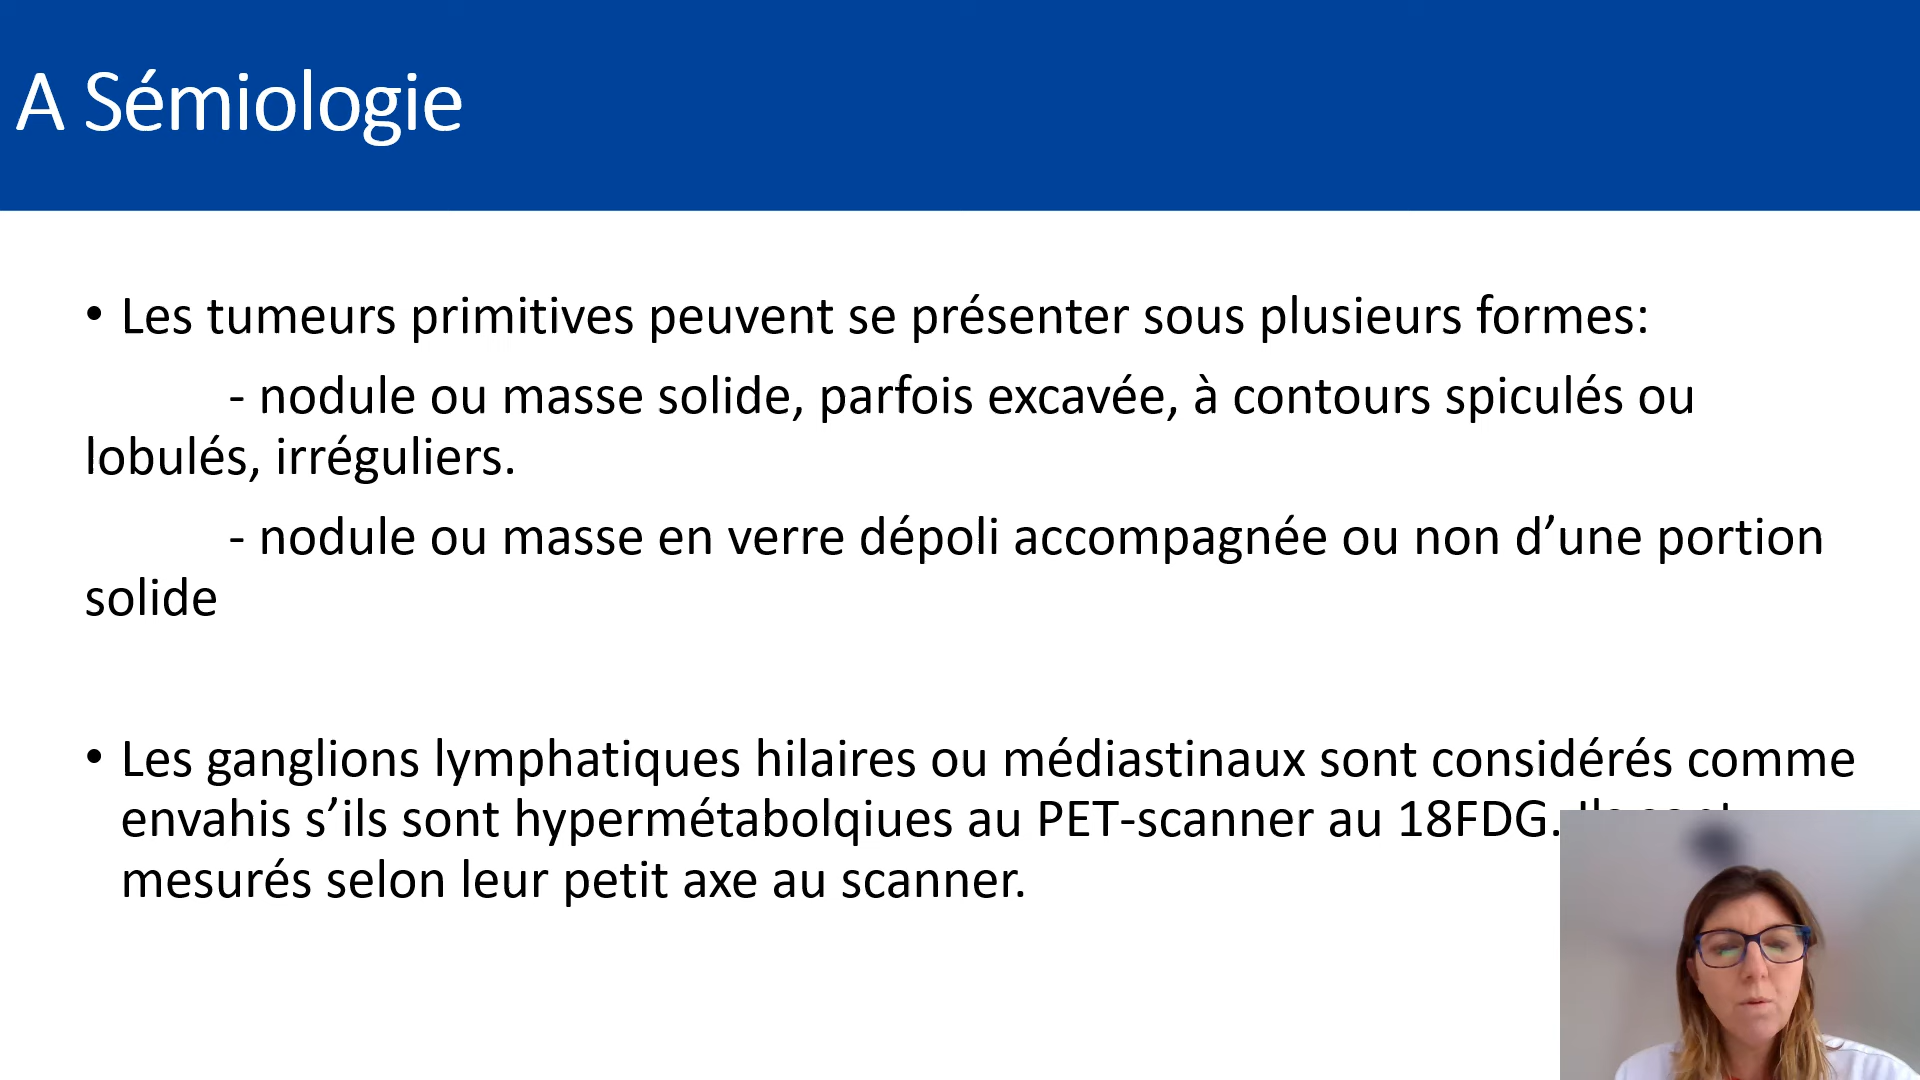 A Sémiologie
• Les tumeurs primitives peuvent se présenter sous plusieurs formes:
- nodule ou masse solide, parfois excavée, à contours spiculés ou
lobulés, irréguliers.
- nodule ou masse en verre dépoli accompagnée ou non d’une portion
solide
• Les ganglions lymphatiques hilaires ou médiastinaux sont considérés comme
envahis s’ils sont hypermétabolqiues au PET-scanner au 18FDG.
mesurés selon leur petit axe au scanner.